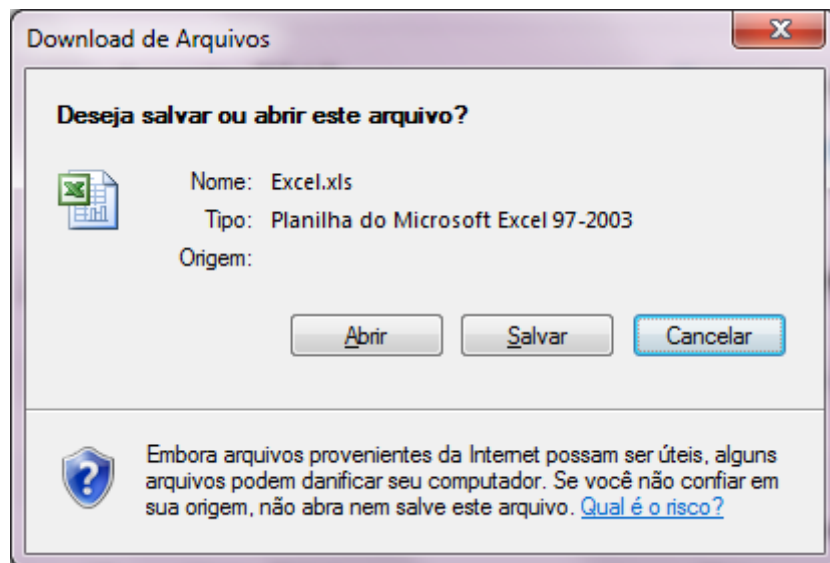 Download de Arquivos
Deseja salvar ou abrir este arquivo?
Nome: Excel.xls
Tipo: Planilha do Microsoft Excel 97-2003
Origem:
Abrir Salvar Cancelar
Embora arquivos provenientes da Internet possam ser úteis, alguns
arquivos podem danificar seu computador. Se você não confiar em
sua origem, não abra nem salve este arquivo. Qual é o risco?